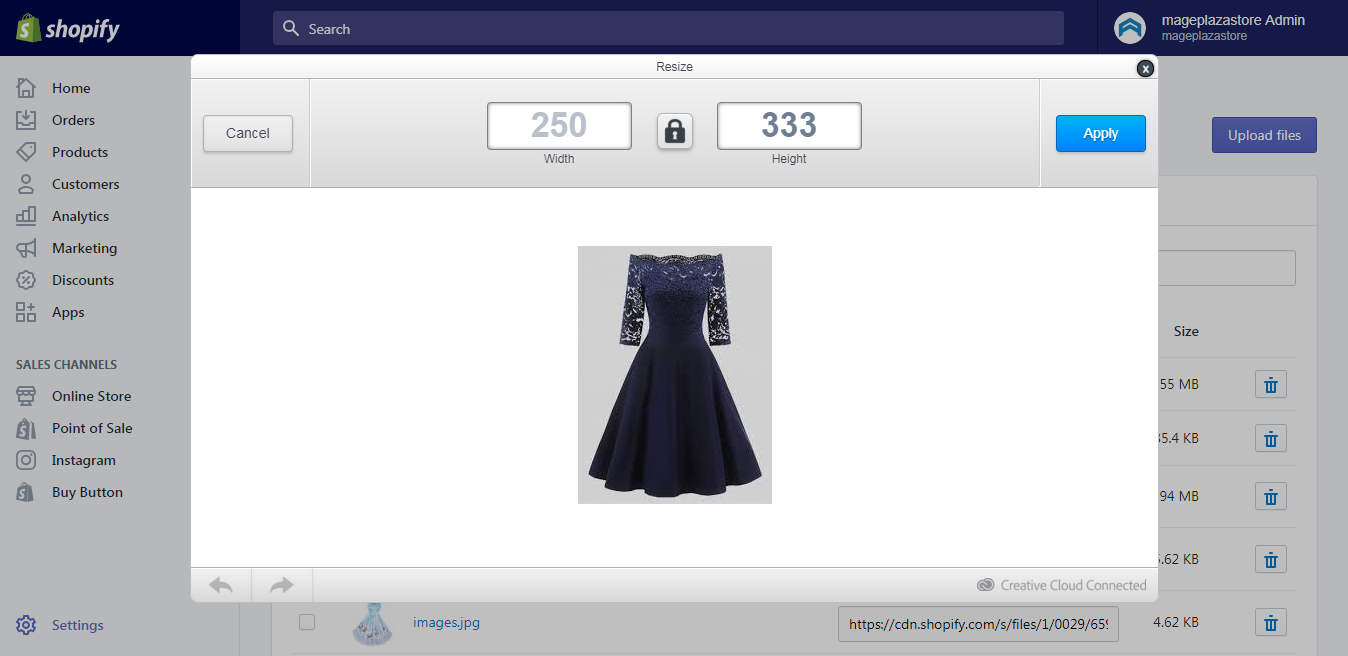 shopify
Search
mageplazastore Admin
mageplazastore
Resize
x
Home
Orders
Products
Customers
Analytics
Marketing
Discounts
Apps
SALES CHANNELS
Online Store
Point of Sale
Instagram
Buy Button
Settings
Cancel
250
Width
333
Height
Apply
Upload files
Size
55 MB
35.4 KB
94 MB
.62 KB
Creative Cloud Connected
images.jpg
https://cdn.shopify.com/s/files/1/0029/659
4.62 KB